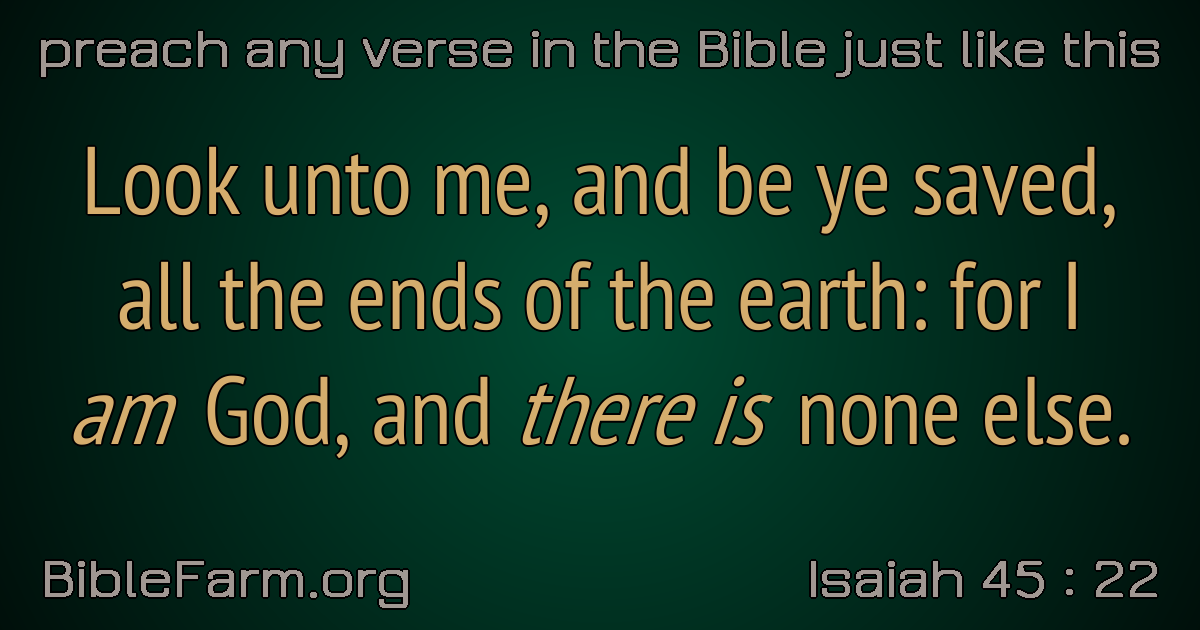 preach any verse in the Bible just like this
Look unto me, and be ye saved,
all the ends of the earth: for I
am God, and there is none else.
BibleFarm.org
Isaiah 45 : 22